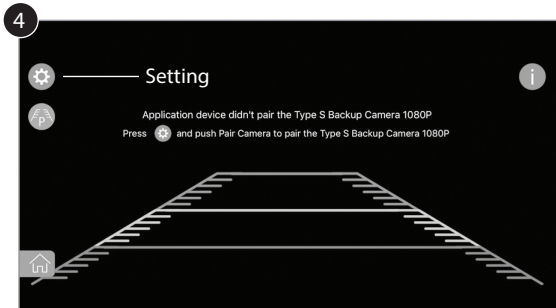 4
Setting
i
P
Application device didn't pair the Type S Backup Camera 1080P
Press and push Pair Camera to pair the Type S Backup Camera 1080P